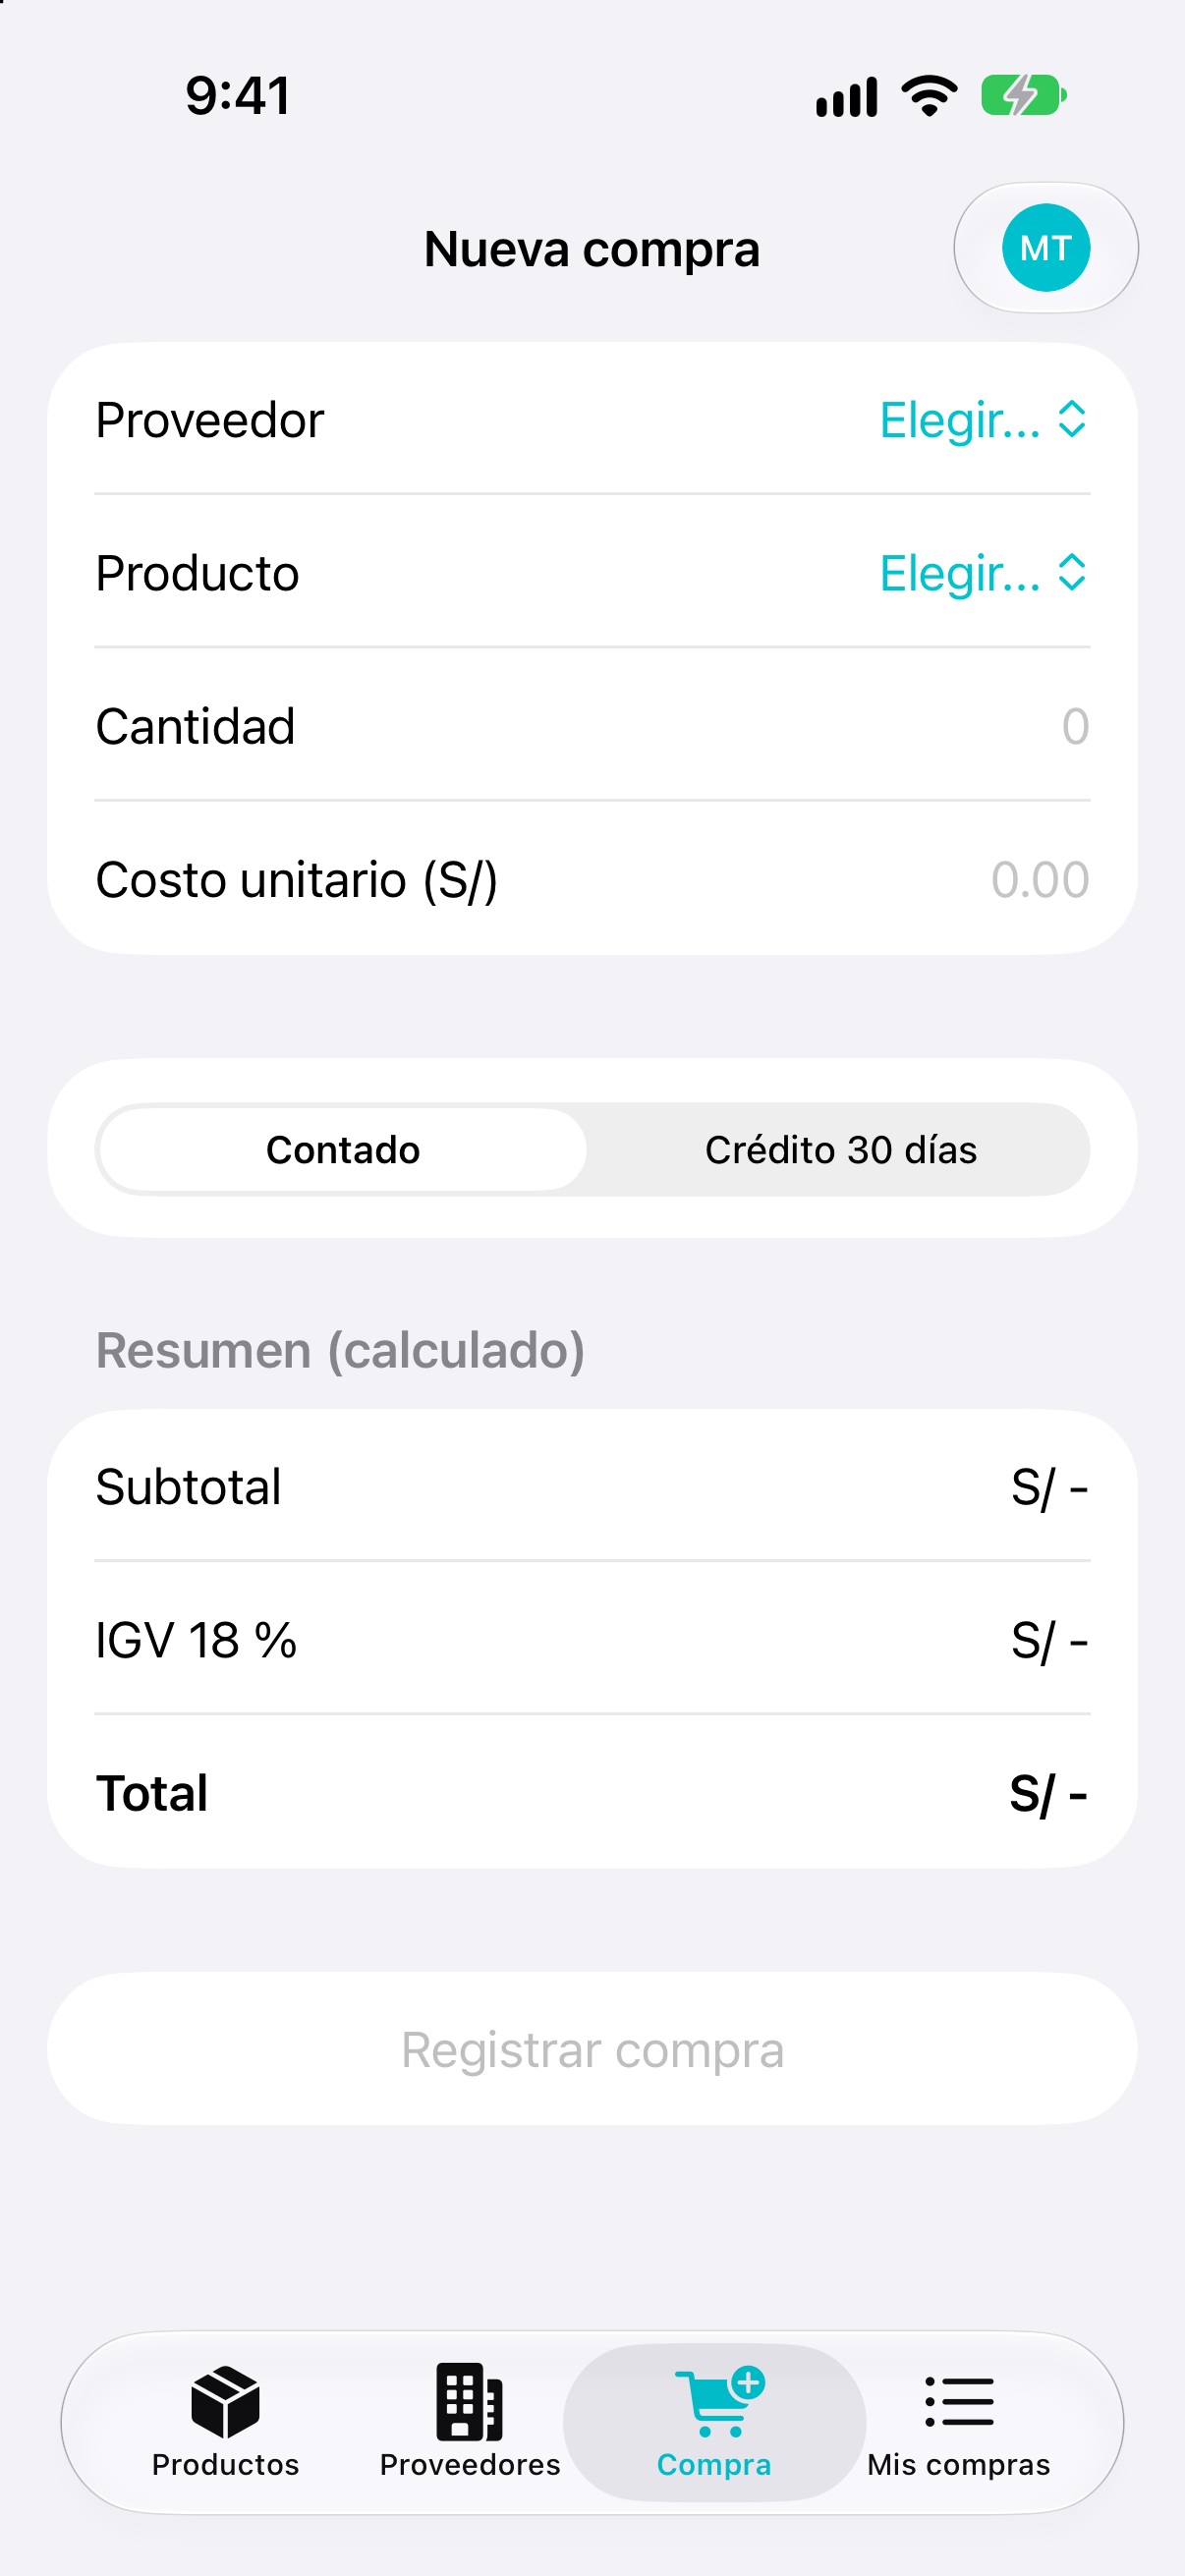 9:41
Nueva compra
MT
Proveedor Elegir...
Producto Elegir...
Cantidad 0
Costo unitario (S/) 0.00
Contado Crédito 30 días
Resumen (calculado)
Subtotal S/ -
IGV 18 % S/ -
Total S/ -
Registrar compra
Productos Proveedores Compra Mis compras